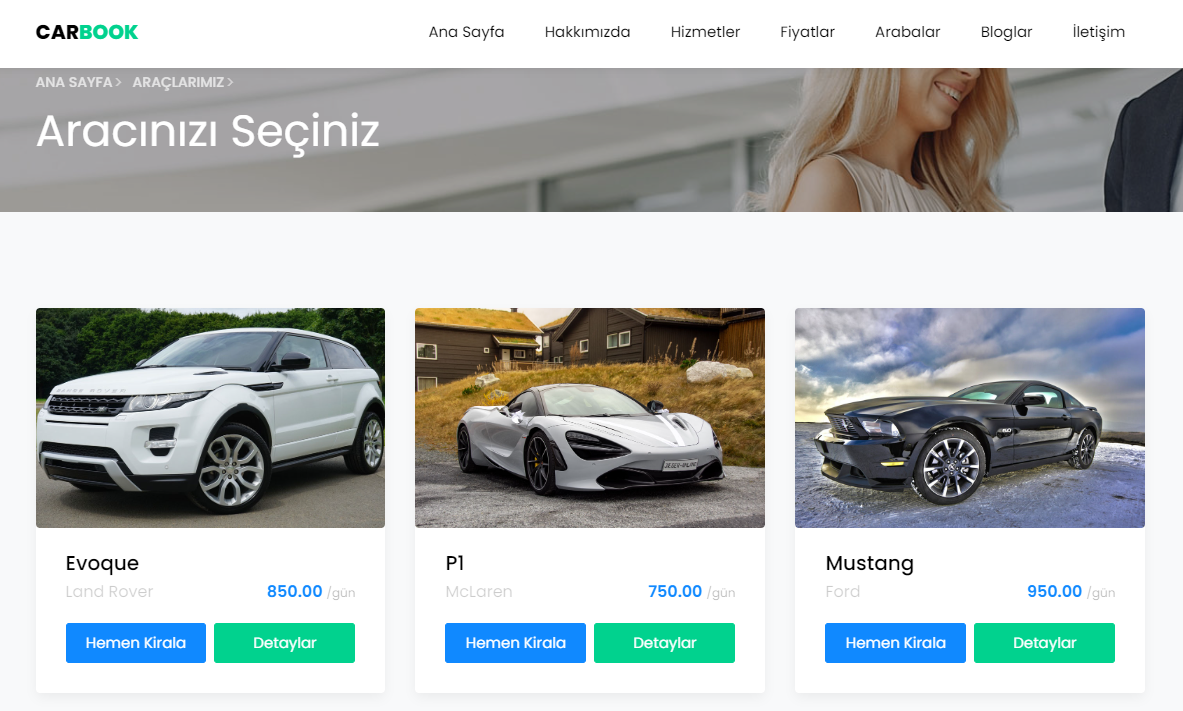 CARBOOK
Ana Sayfa Hakkımızda Hizmetler Fiyatlar Arabalar Bloglar İletişim
ANA SAYFA > ARAÇLARIMIZ >
Aracınızı Seçiniz
Evoque
Land Rover 850.00 /gün
Hemen Kirala Detaylar
P1
McLaren 750.00 /gün
Hemen Kirala Detaylar
5.0
Mustang
Ford 950.00 /gün
Hemen Kirala Detaylar